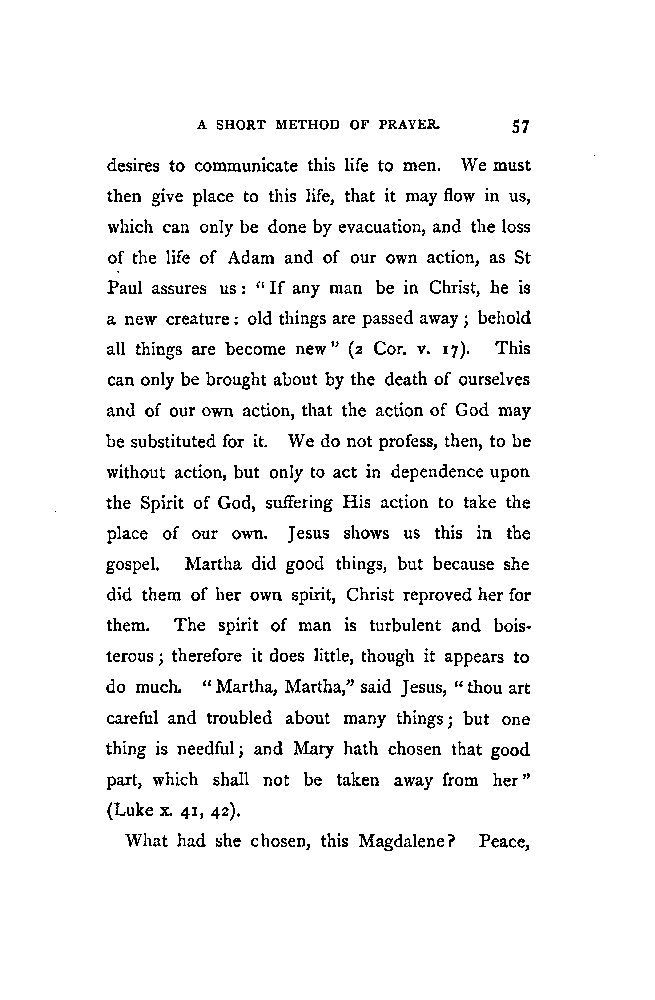 A SHORT METHOD OF PRAYER. 57
desires to communicate this life to men. We must
then give place to this life, that it may flow in us,
which can only be done by evacuation, and the loss
of the life of Adam and of our own action, as St
Paul assures us: "If any man be in Christ, he is
a new creature: old things are passed away; behold
all things are become new" (2 Cor. v. 17). This
can only be brought about by the death of ourselves
and of our own action, that the action of God may
be substituted for it. We do not profess, then, to be
without action, but only to act in dependence upon
the Spirit of God, suffering His action to take the
place of our own. Jesus shows us this in the
gospel. Martha did good things, but because she
did them of her own spirit, Christ reproved her for
them. The spirit of man is turbulent and bois-
terous; therefore it does little, though it appears to
do much. "Martha, Martha," said Jesus, "thou art
careful and troubled about many things; but one
thing is needful; and Mary hath chosen that good
part, which shall not be taken away from her"
(Luke x. 41, 42).
What had she chosen, this Magdalene? Peace,